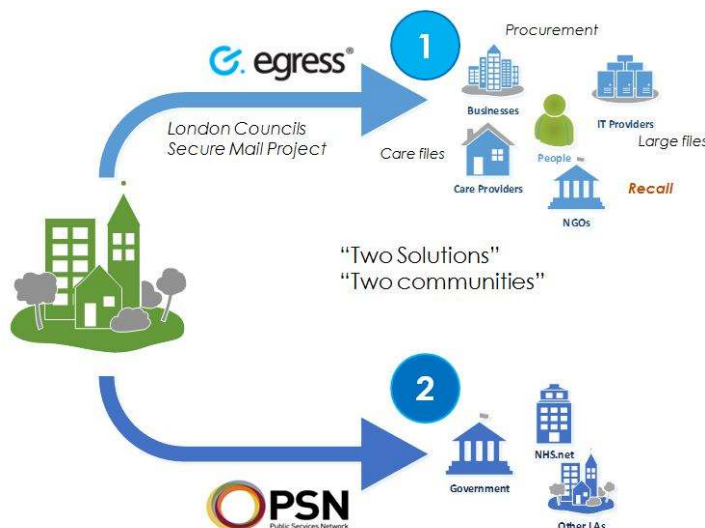 egress®
1
Procurement
Businesses
IT Providers
London Councils
Secure Mail Project
Care files
People
Large files
Care Providers
Recall
NGOs
“Two Solutions”
“Two communities”
2
NHS.net
Government
PSN
Public Services Network
Other LAs